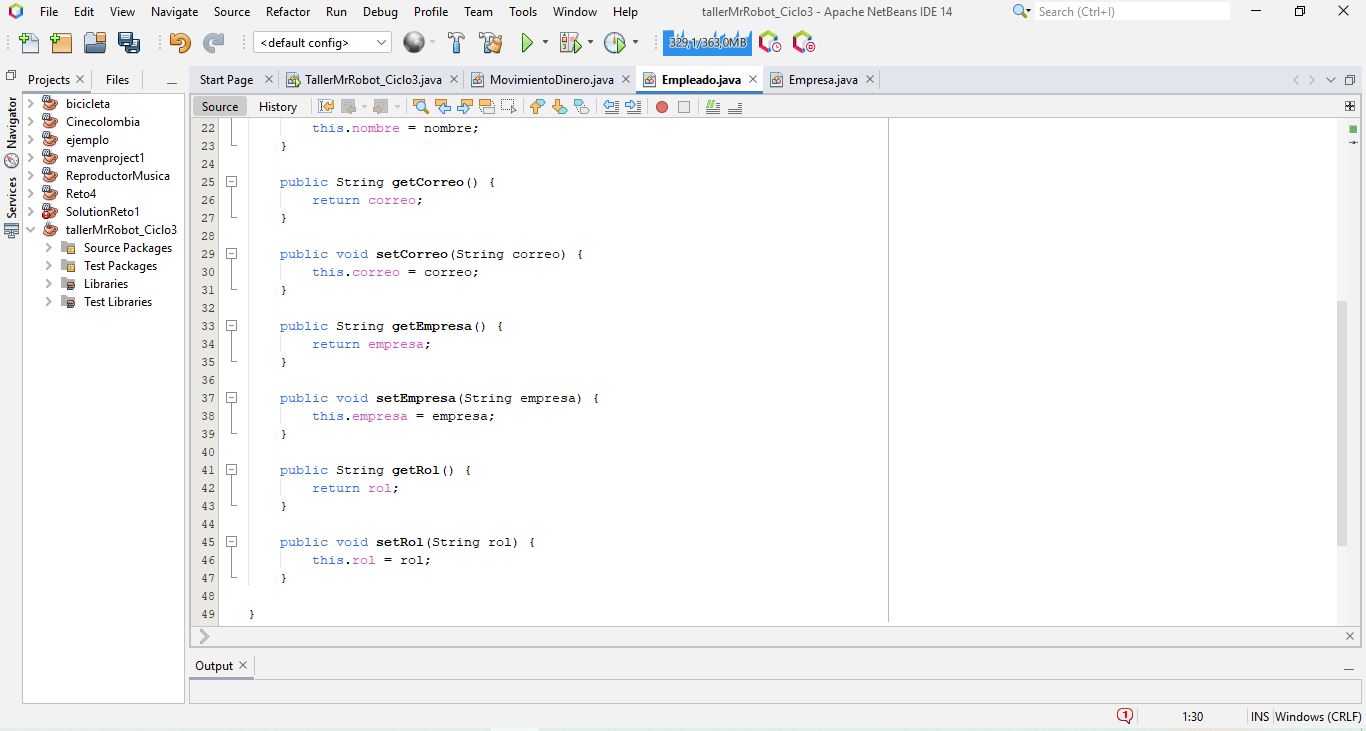 File Edit View Navigate Source Refactor Run Debug Profile Team Tools Window Help tallerMrRobot_Ciclo3 - Apache NetBeans IDE 14 Search (Ctrl+I)
<default config> 329,1/363,0MB
Projects Files
Start Page TallerMrRobot_Ciclo3.java MovimientoDinero.java Empleado.java Empresa.java
Source History
Navigator
Services
bicicleta
Cinecolombia
ejemplo
mavenproject1
ReproductorMusica
Reto4
SolutionReto1
tallerMrRobot_Ciclo3
Source Packages
Test Packages
Libraries
Test Libraries
22 this.nombre = nombre;
23 }
24
25 public String getCorreo() {
26 return correo;
27 }
28
29 public void setCorreo(String correo) {
30 this.correo = correo;
31 }
32
33 public String getEmpresa() {
34 return empresa;
35 }
36
37 public void setEmpresa(String empresa) {
38 this.empresa = empresa;
39 }
40
41 public String getRol() {
42 return rol;
43 }
44
45 public void setRol(String rol) {
46 this.rol = rol;
47 }
48
49 }
Output
1 1:30 INS Windows (CRLF)